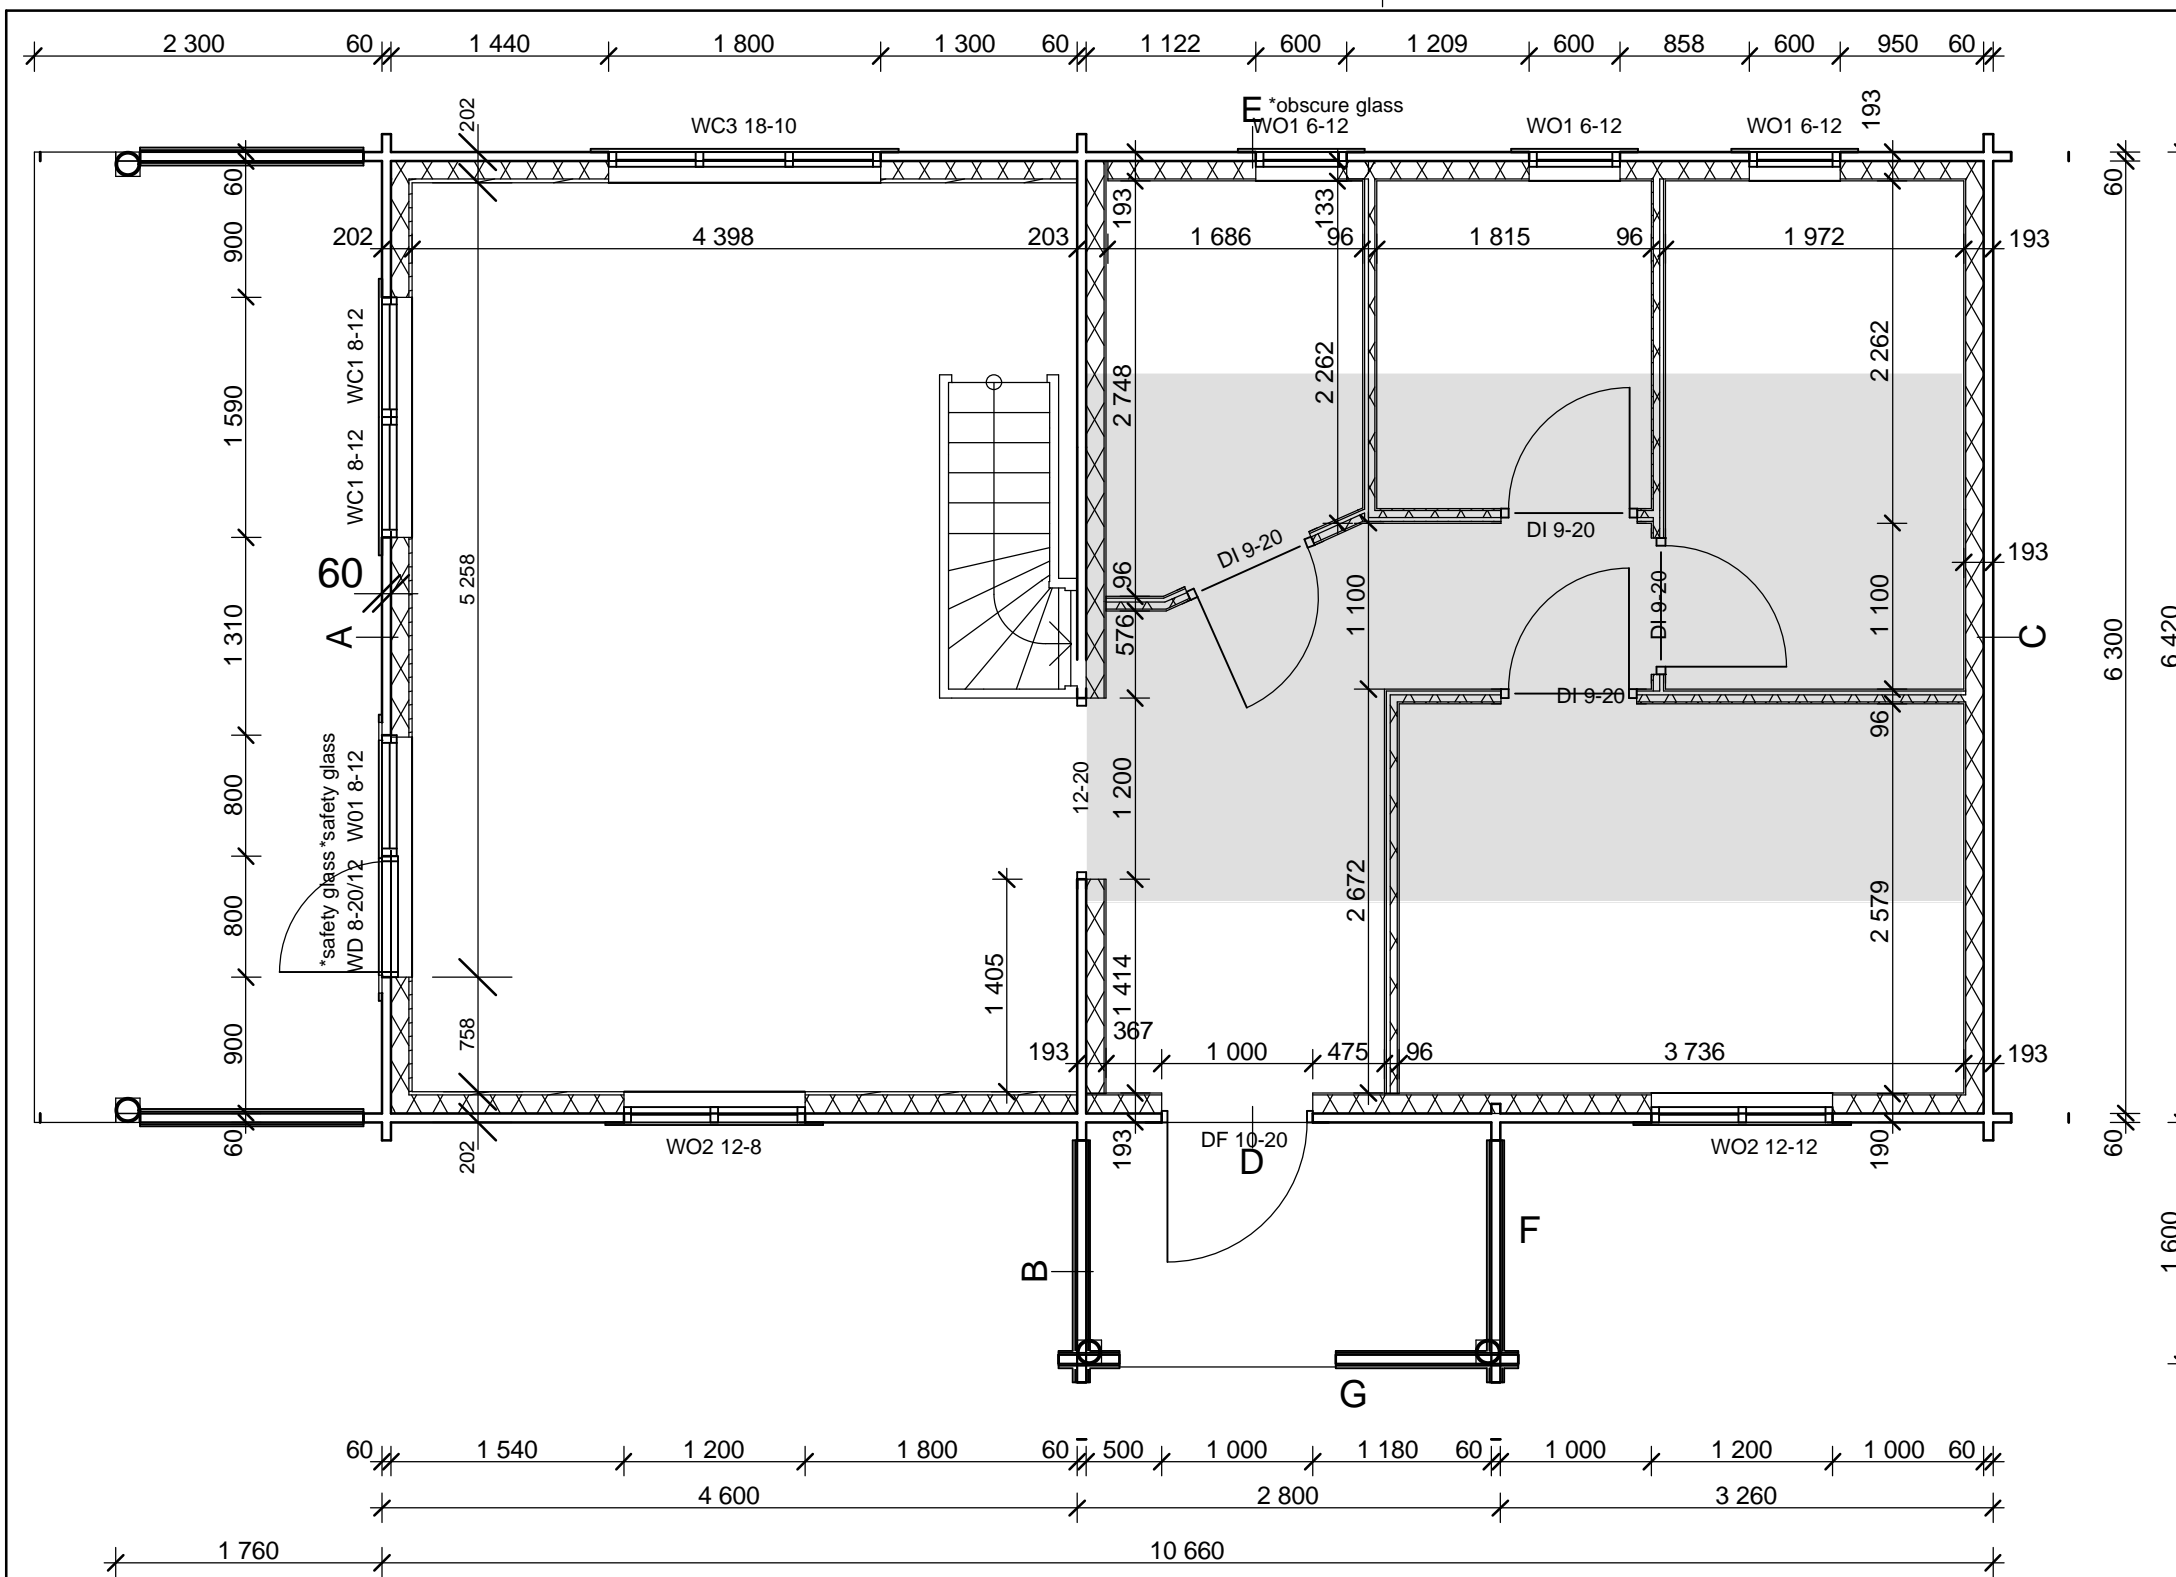 2 300 60 1 440 1 800 1 300 60 1 122 600 1 209 600 858 600 950 60
E *obscure glass
202 WC3 18-10 WO1 6-12 WO1 6-12 WO1 6-12 193
60 193 133 60
900 202 4 398 203 1 686 96 1 815 96 1 972 193
WC1 8-12
1 590 2 748 2 262 2 262
WC1 8-12
DI 9-20 DI 9-20
60 5 258 96 193
DI 9-20
1 310 A 576 1 100 1 100 C 6 300 6 420
DI 9-20 96
*safety glass *safety glass
WD 8-20/12 W01 8-12
800 12-20 1 200
800 2 672 2 579
1 405 1 414
900 758 367
193 1 000 475 96 3 736 193
60 202 WO2 12-8 193 DF 10-20 WO2 12-12 190 60
D
B F 1 600
G
60 1 540 1 200 1 800 60 500 1 000 1 180 60 1 000 1 200 1 000 60
4 600 2 800 3 260
1 760 10 660